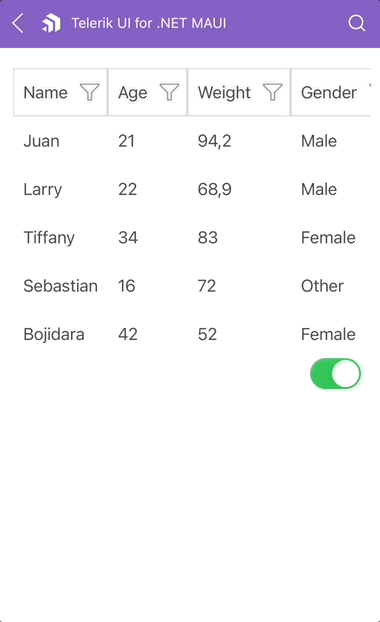 Telerik UI for .NET MAUI
Name Age Weight Gender
Juan 21 94,2 Male
Larry 22 68,9 Male
Tiffany 34 83 Female
Sebastian 16 72 Other
Bojidara 42 52 Female